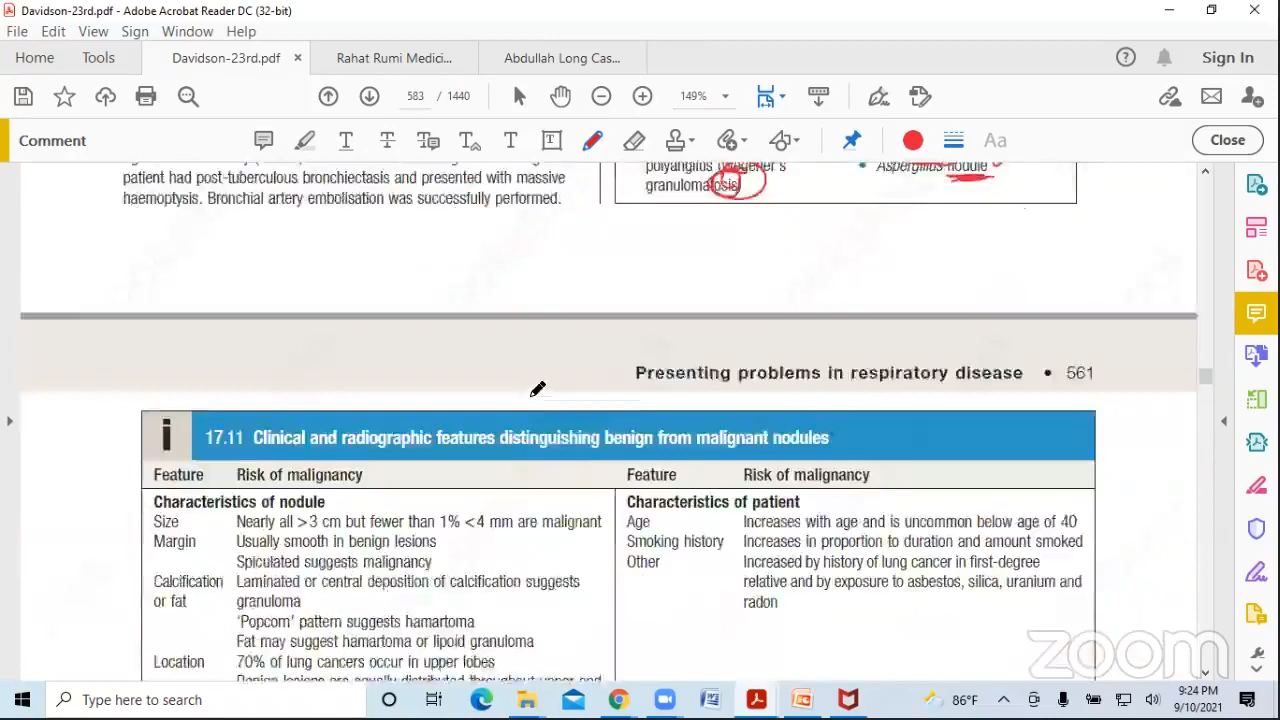 Davidson-23rd.pdf - Adobe Acrobat Reader DC (32-bit)
File Edit View Sign Window Help
Home Tools Davidson-23rd.pdf × Rahat Rumi Medici... Abdullah Long Cas... Sign In
583 / 1440 149%
Comment Close
polyangiitis (Wegener's
granulomatosis)
Aspergillus nodule
patient had post-tuberculous bronchiectasis and presented with massive
haemoptysis. Bronchial artery embolisation was successfully performed.
Presenting problems in respiratory disease • 561
i 17.11 Clinical and radiographic features distinguishing benign from malignant nodules
Feature Risk of malignancy
Characteristics of nodule
Size Nearly all >3 cm but fewer than 1% <4 mm are malignant
Margin Usually smooth in benign lesions
Spiculated suggests malignancy
Calcification Laminated or central deposition of calcification suggests
or fat granuloma
'Popcorn' pattern suggests hamartoma
Fat may suggest hamartoma or lipoid granuloma
Location 70% of lung cancers occur in upper lobes
Benign lesions are equally distributed throughout upper and
Feature Risk of malignancy
Characteristics of patient
Age Increases with age and is uncommon below age of 40
Smoking history Increases in proportion to duration and amount smoked
Other Increased by history of lung cancer in first-degree
relative and by exposure to asbestos, silica, uranium and
radon
zoom
Type here to search
86°F
9:24 PM
9/10/2021